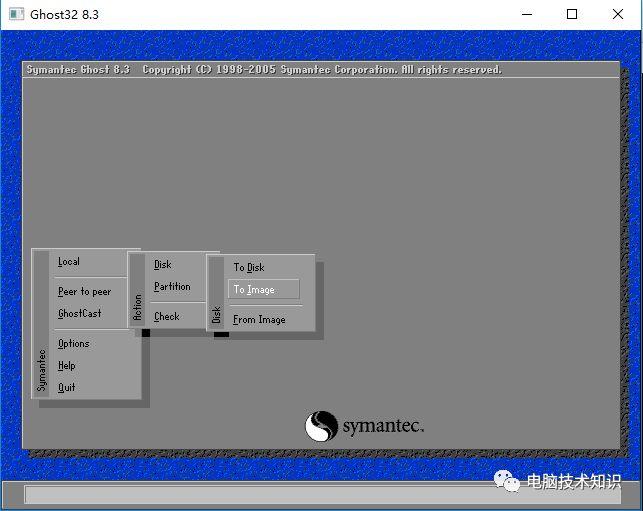 Ghost32 8.3
Symantec Ghost 8.3 Copyright (C) 1998-2005 Symantec Corporation. All rights reserved.
Local
Peer to peer
GhostCast
Options
Help
Quit
Symantec
Disk
Partition
Check
Action
To Disk
To Image
From Image
Disk
symantec.
电脑技术知识